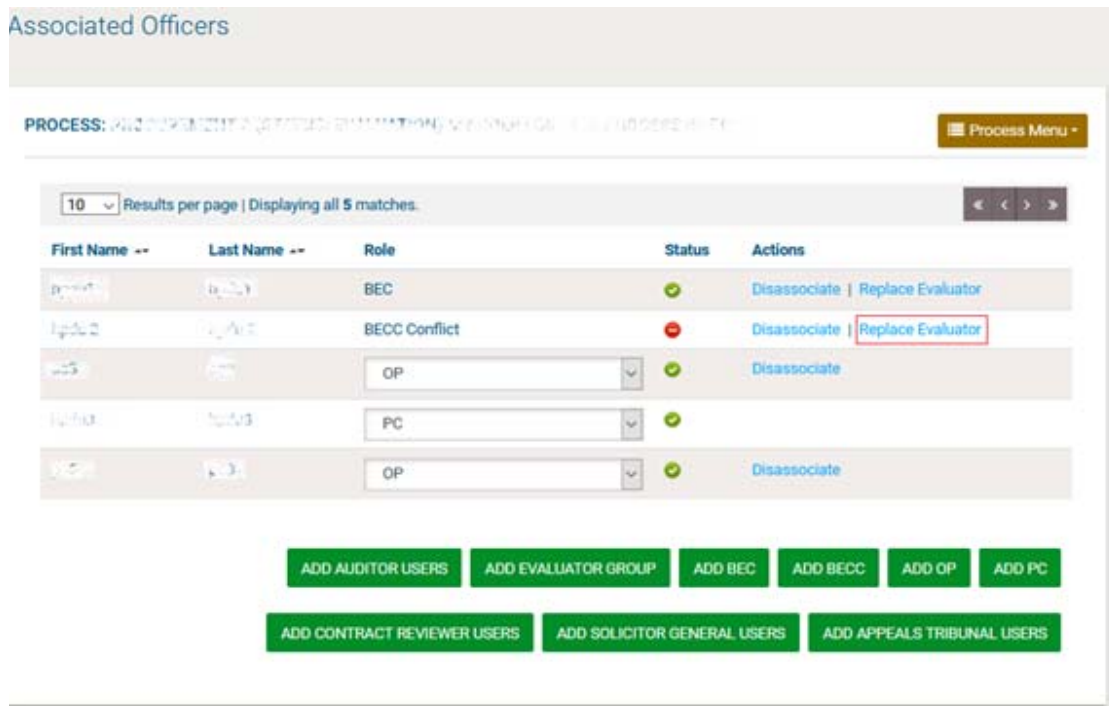 Associated Officers
PROCESS:
Process Menu
10 Results per page | Displaying all 5 matches.
« < > »
First Name Last Name Role Status Actions
BEC Disassociate | Replace Evaluator
BECC Conflict Disassociate | Replace Evaluator
OP Disassociate
PC
OP Disassociate
ADD AUDITOR USERS ADD EVALUATOR GROUP ADD BEC ADD BECC ADD OP ADD PC
ADD CONTRACT REVIEWER USERS ADD SOLICITOR GENERAL USERS ADD APPEALS TRIBUNAL USERS